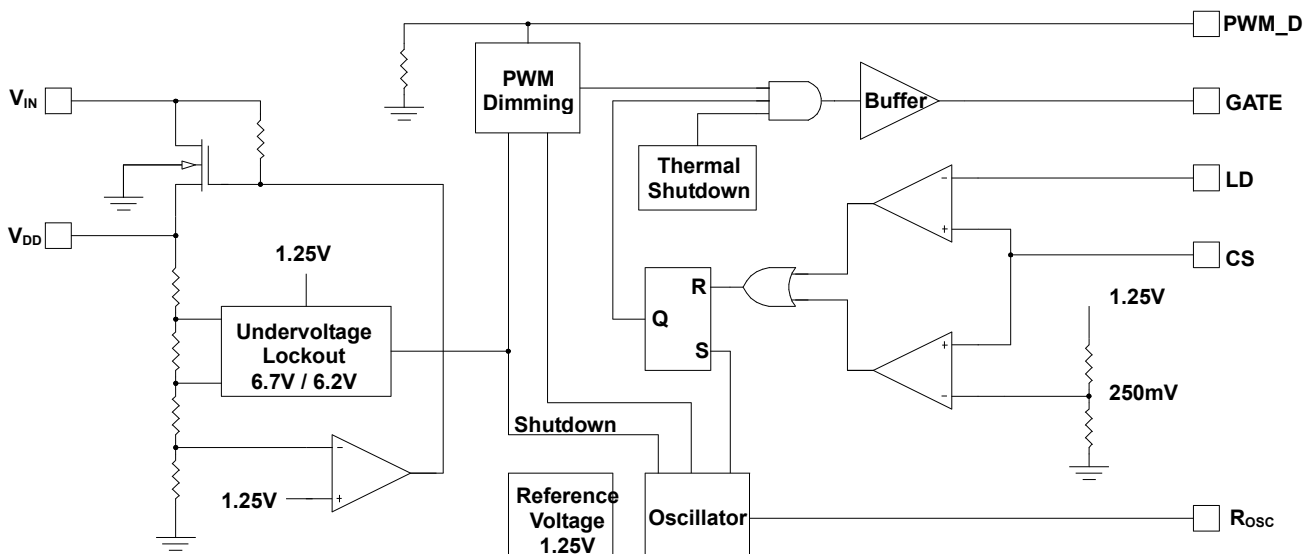 PWM_D
PWM
Dimming
VIN
Buffer
GATE
Thermal
Shutdown
LD
VDD
1.25V
CS
R
1.25V
Undervoltage
Lockout
6.7V / 6.2V
Q
S
250mV
Shutdown
1.25V
Reference
Voltage
1.25V
Oscillator
ROSC
- 
+
+
-
-
+